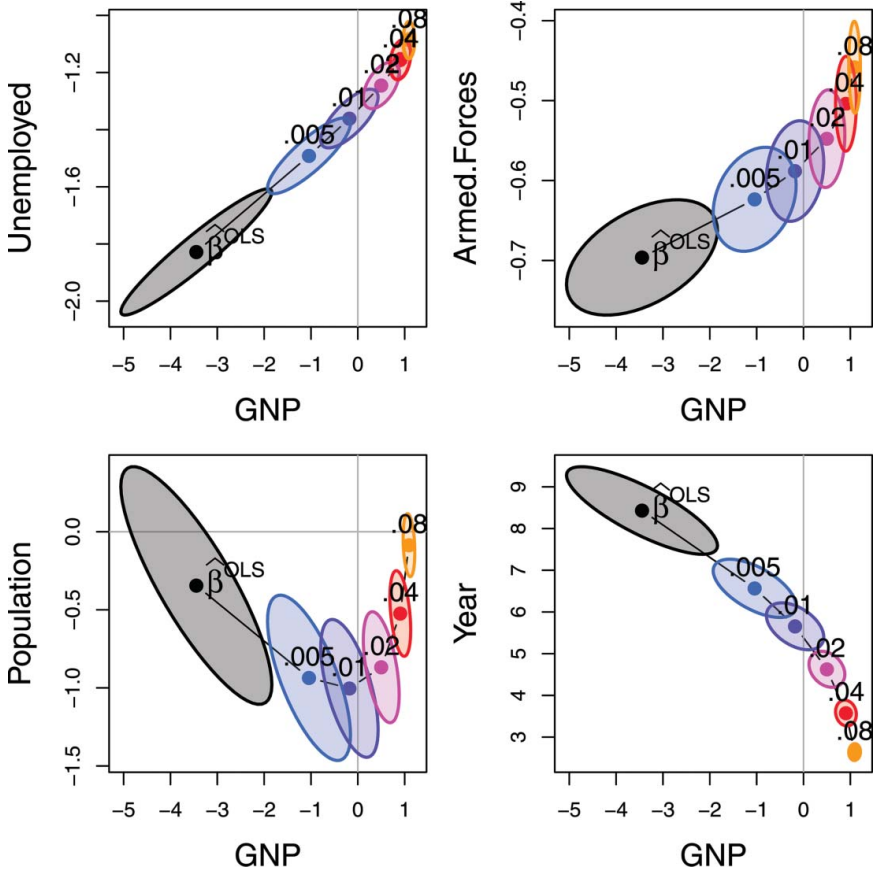 Unemployed
-1.2
-1.6
-2.0
.08
.04
.02
.01
.005
β̂OLS
-5 -4 -3 -2 -1 0 1
GNP
Armed.Forces
-0.4
-0.5
-0.6
-0.7
.08
.04
.02
.01
.005
β̂OLS
-5 -4 -3 -2 -1 0 1
GNP
Population
0.0
-0.5
-1.0
-1.5
.08
.04
.02
.01
.005
β̂OLS
-5 -4 -3 -2 -1 0 1
GNP
Year
9
8
7
6
5
4
3
β̂OLS
.005
.01
.02
.04
.08
-5 -4 -3 -2 -1 0 1
GNP